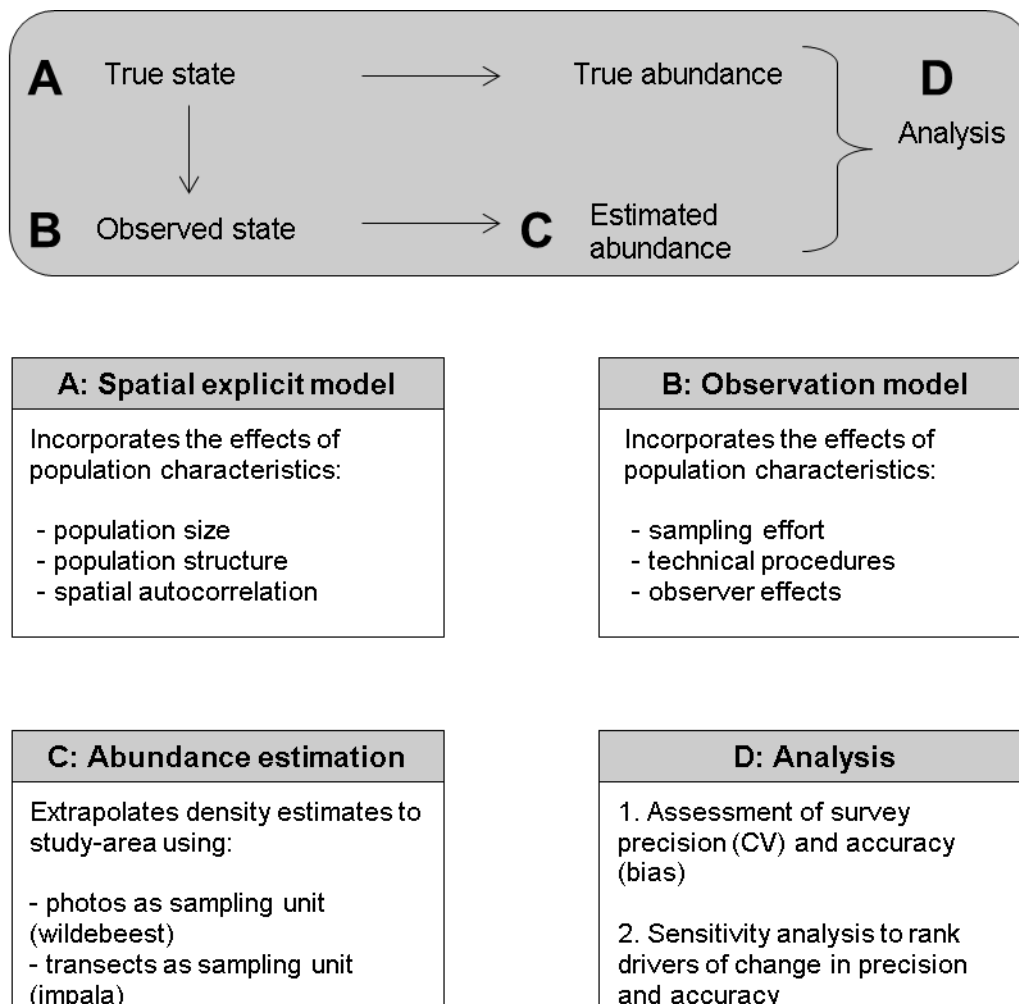 A True state True abundance D
Analysis
B Observed state C Estimated
abundance
A: Spatial explicit model
Incorporates the effects of
population characteristics:
- population size
- population structure
- spatial autocorrelation
B: Observation model
Incorporates the effects of
population characteristics:
- sampling effort
- technical procedures
- observer effects
C: Abundance estimation
Extrapolates density estimates to
study-area using:
- photos as sampling unit
(wildebeest)
- transects as sampling unit
(impala)
D: Analysis
1. Assessment of survey
precision (CV) and accuracy
(bias)
2. Sensitivity analysis to rank
drivers of change in precision
and accuracy